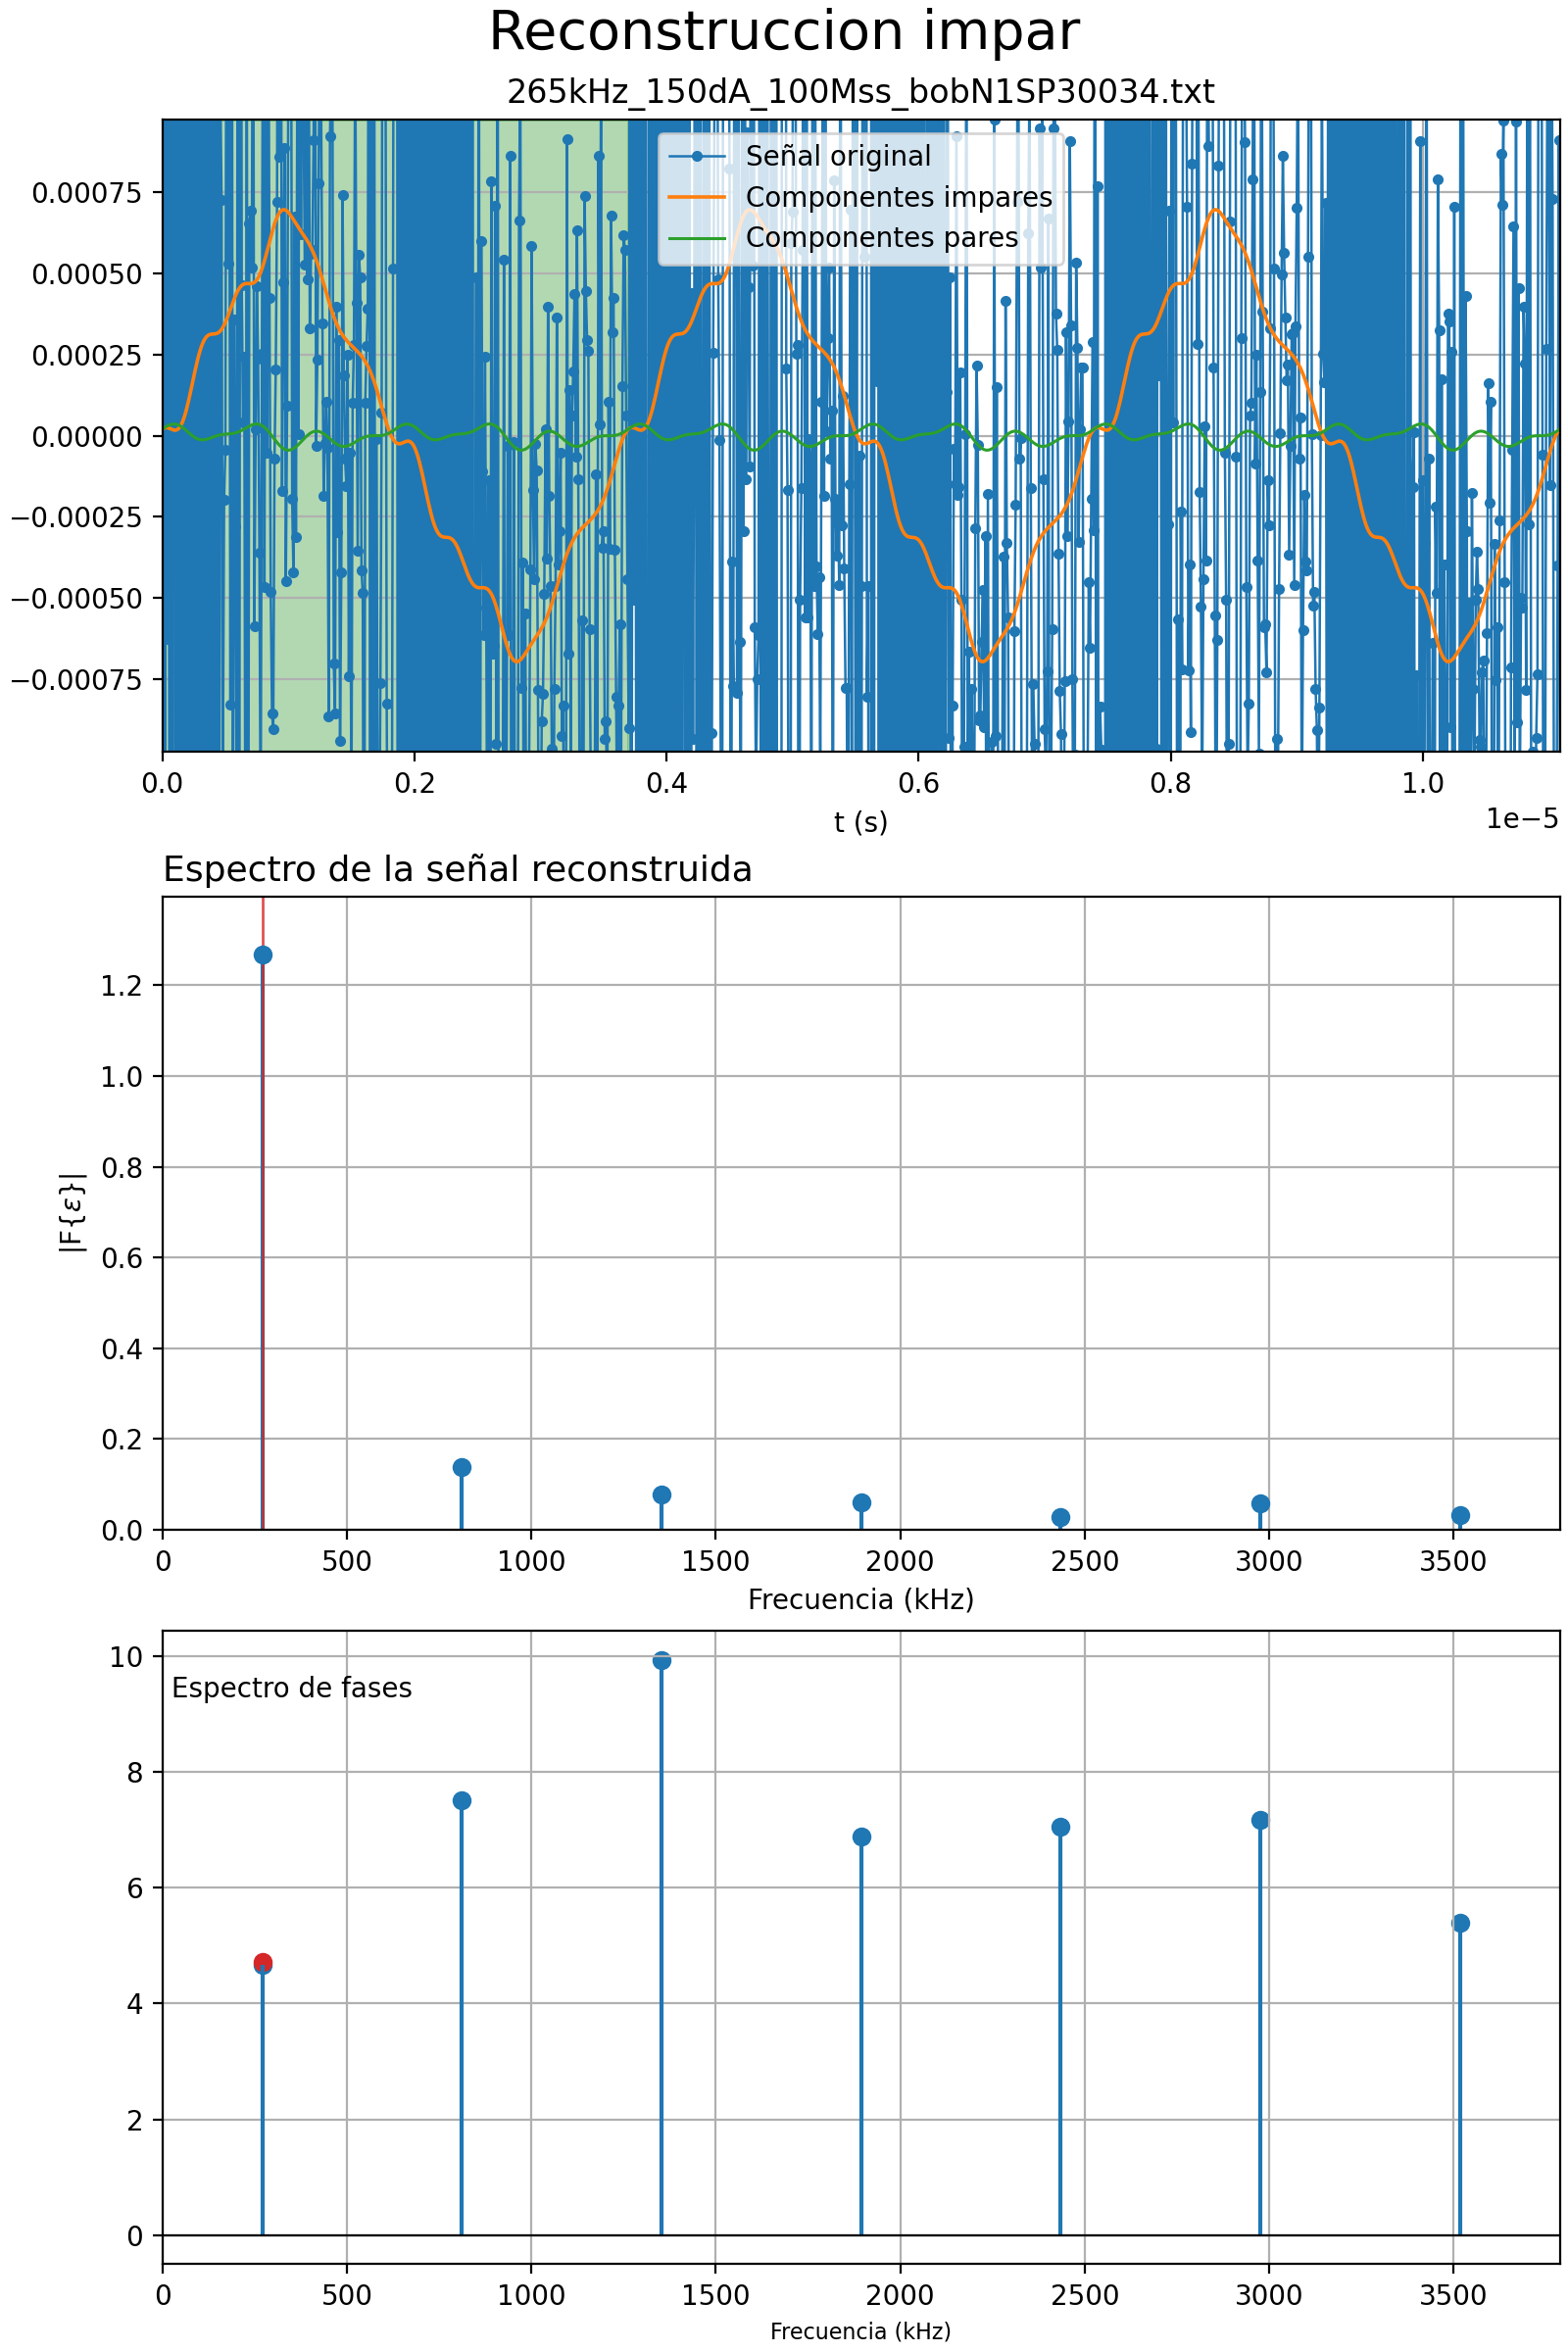 Reconstruccion impar
265kHz_150dA_100Mss_bobN1SP30034.txt
Señal original
Componentes impares
Componentes pares
0.00075
0.00050
0.00025
0.00000
−0.00025
−0.00050
−0.00075
0.0 0.2 0.4 0.6 0.8 1.0
1e−5
t (s)
Espectro de la señal reconstruida
1.2
1.0
0.8
0.6
0.4
0.2
0.0
|F{ε}|
0 500 1000 1500 2000 2500 3000 3500
Frecuencia (kHz)
Espectro de fases
10
8
6
4
2
0
0 500 1000 1500 2000 2500 3000 3500
Frecuencia (kHz)